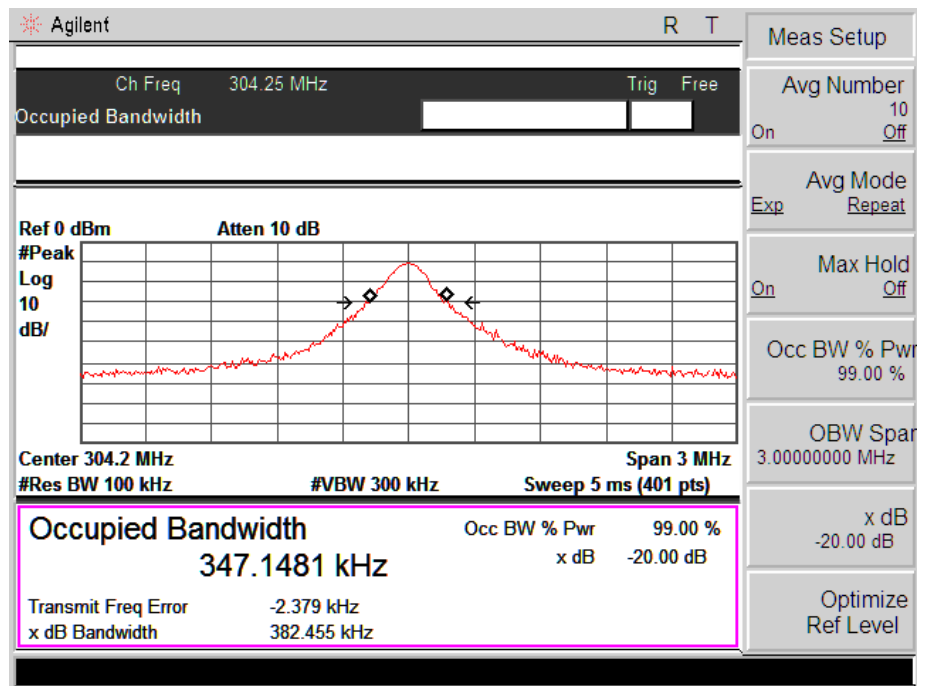 Agilent R T
Ch Freq 304.25 MHz Trig Free
Occupied Bandwidth
Ref 0 dBm Atten 10 dB
#Peak
Log
10
dB/
Center 304.2 MHz Span 3 MHz
#Res BW 100 kHz #VBW 300 kHz Sweep 5 ms (401 pts)
Occupied Bandwidth
347.1481 kHz
Occ BW % Pwr 99.00 %
x dB -20.00 dB
Transmit Freq Error -2.379 kHz
x dB Bandwidth 382.455 kHz
Meas Setup
Avg Number
10
On Off
Avg Mode
Exp Repeat
Max Hold
On Off
Occ BW % Pwr
99.00 %
OBW Spar
3.00000000 MHz
x dB
-20.00 dB
Optimize
Ref Level